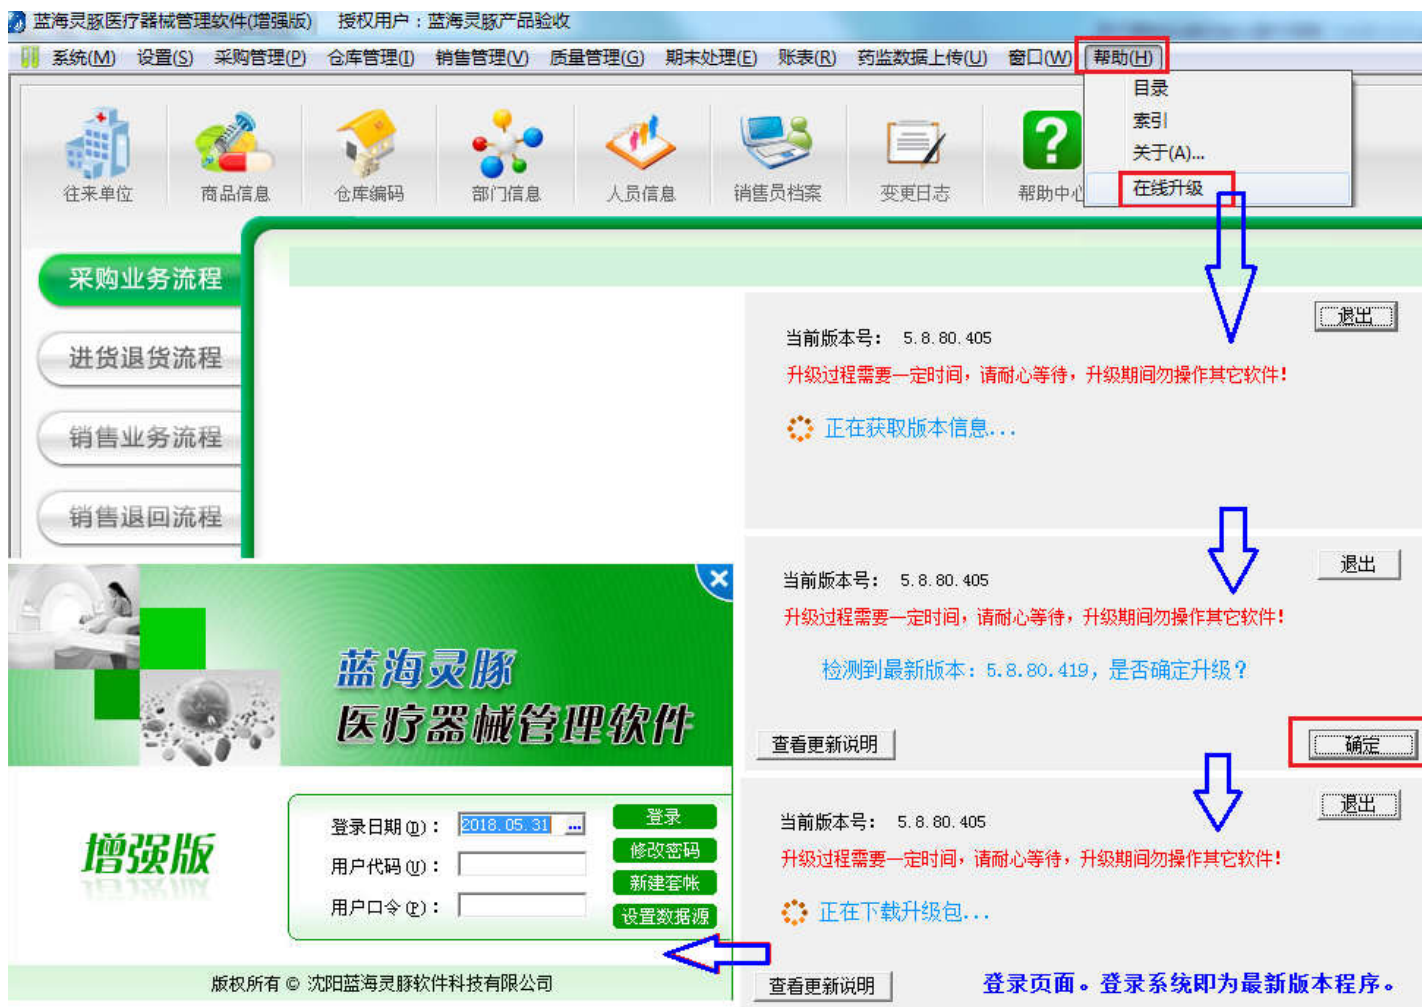 蓝海灵豚医疗器械管理软件(增强版) 授权用户：蓝海灵豚产品验收
系统(M) 设置(S) 采购管理(P) 仓库管理(I) 销售管理(V) 质量管理(G) 期末处理(E) 账表(R) 药监数据上传(U) 窗口(W) 帮助(H)
目录
索引
关于(A)...
在线升级
往来单位 商品信息 仓库编码 部门信息 人员信息 销售员档案 变更日志 帮助中心
采购业务流程
进货退货流程
销售业务流程
销售退回流程
退出
当前版本号： 5.8.80.405
升级过程需要一定时间，请耐心等待，升级期间勿操作其它软件！
正在获取版本信息...
退出
当前版本号： 5.8.80.405
升级过程需要一定时间，请耐心等待，升级期间勿操作其它软件！
检测到最新版本：5.8.80.419，是否确定升级？
查看更新说明 确定
退出
当前版本号： 5.8.80.405
升级过程需要一定时间，请耐心等待，升级期间勿操作其它软件！
正在下载升级包...
查看更新说明
登录页面。登录系统即为最新版本程序。
蓝海灵豚
医疗器械管理软件
增强版
登录日期(D)： 2018.05.31 ... 登录
修改密码
用户代码(U)：
新建套帐
用户口令(P)： 设置数据源
版权所有 © 沈阳蓝海灵豚软件科技有限公司